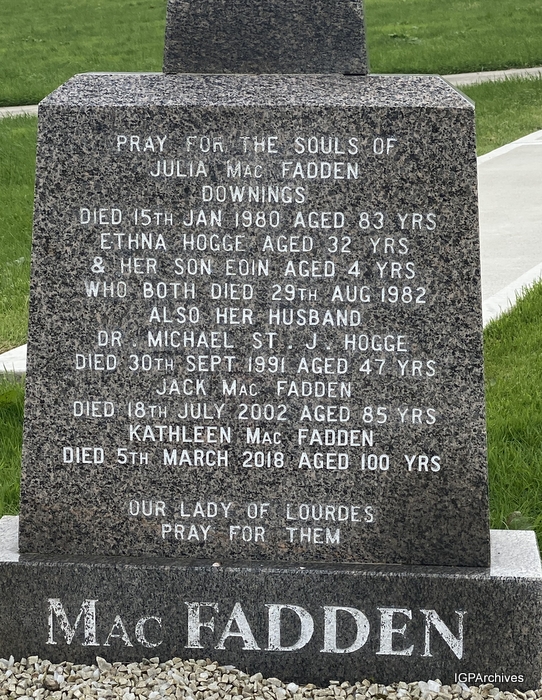 PRAY FOR THE SOULS OF
JULIA MAC FADDEN
DOWNINGS
DIED 15TH JAN 1980 AGED 83 YRS
ETHNA HOGGE AGED 32 YRS
& HER SON EOIN AGED 4 YRS
WHO BOTH DIED 29TH AUG 1982
ALSO HER HUSBAND
DR. MICHAEL ST. J. HOGGE
DIED 30TH SEPT 1991 AGED 47 YRS
JACK MAC FADDEN
DIED 18TH JULY 2002 AGED 85 YRS
KATHLEEN MAC FADDEN
DIED 5TH MARCH 2018 AGED 100 YRS
OUR LADY OF LOURDES
PRAY FOR THEM
MAC FADDEN
IGPArchives